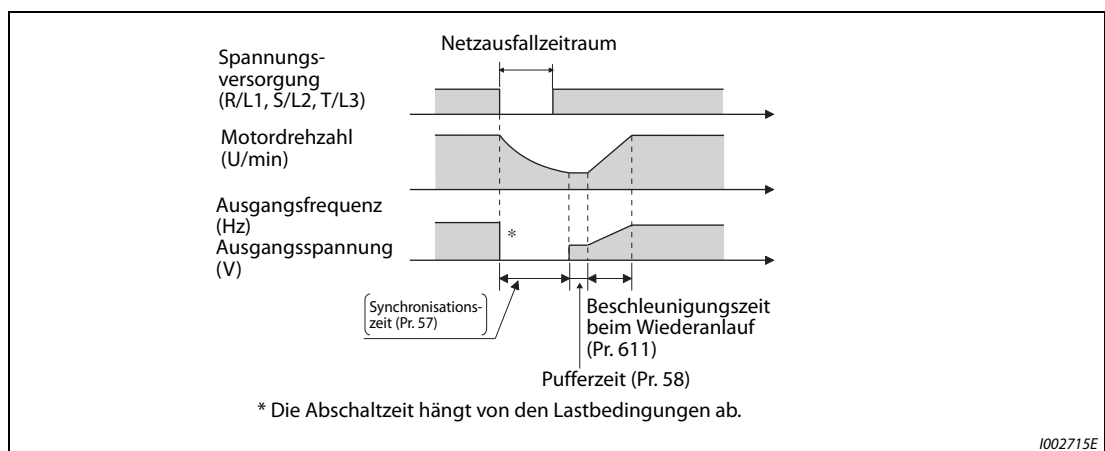 Netzausfallzeitraum
Spannungs-
versorgung
(R/L1, S/L2, T/L3)
Motordrehzahl
(U/min)
Ausgangsfrequenz
(Hz)
Ausgangsspannung
(V)
*
Synchronisations-
zeit (Pr. 57)
Beschleunigungszeit
beim Wiederanlauf
(Pr. 611)
Pufferzeit (Pr. 58)
* Die Abschaltzeit hängt von den Lastbedingungen ab.
I002715E